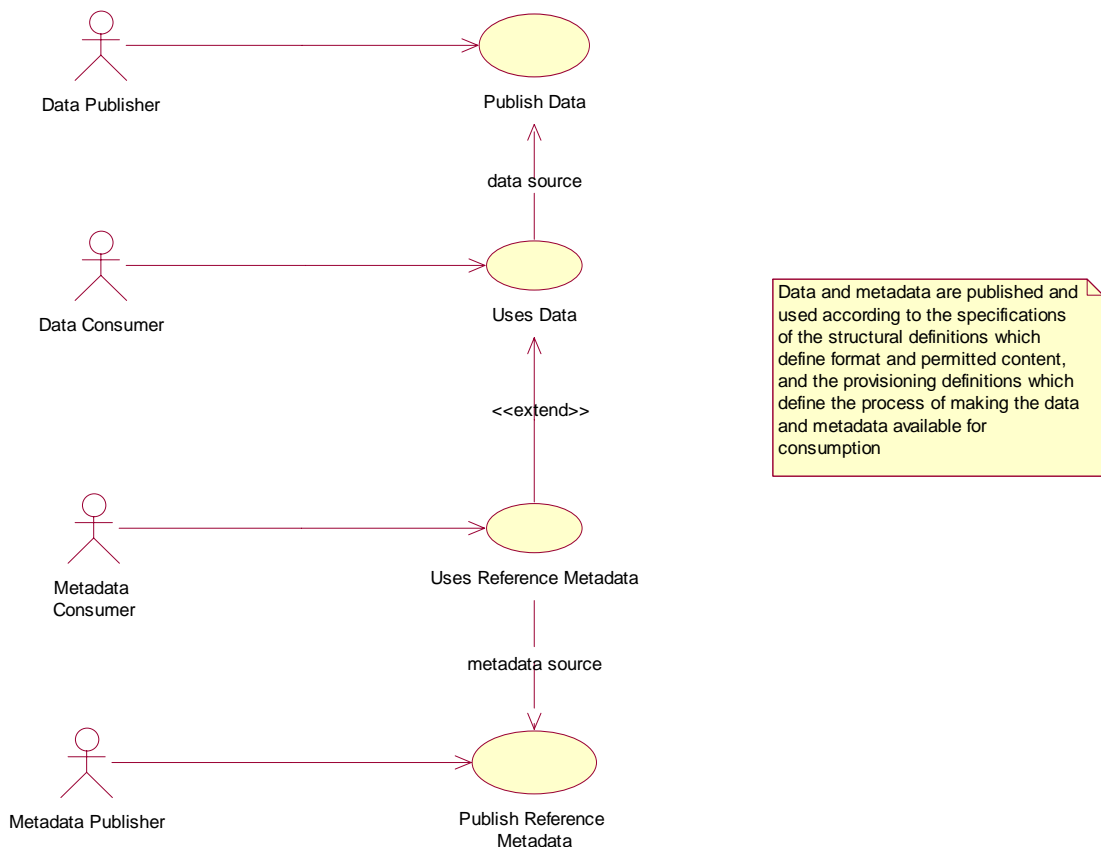 Data Publisher
Publish Data
data source
Data Consumer
Uses Data
Data and metadata are published and
used according to the specifications
of the structural definitions which
define format and permitted content,
and the provisioning definitions which
define the process of making the data
and metadata available for
consumption
<<extend>>
Metadata
Consumer
Uses Reference Metadata
metadata source
Metadata Publisher
Publish Reference
Metadata